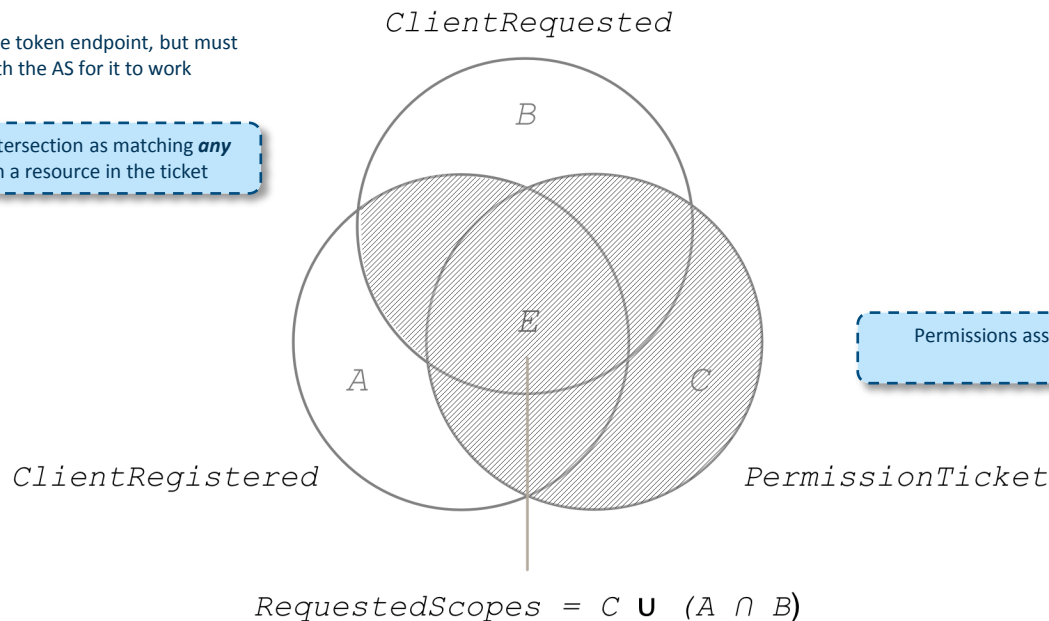 ClientRequested
e token endpoint, but must
th the AS for it to work
B
tersection as matching any
n a resource in the ticket
E
Permissions ass
A
C
ClientRegistered
PermissionTicket
RequestedScopes = C ∪ (A ∩ B)